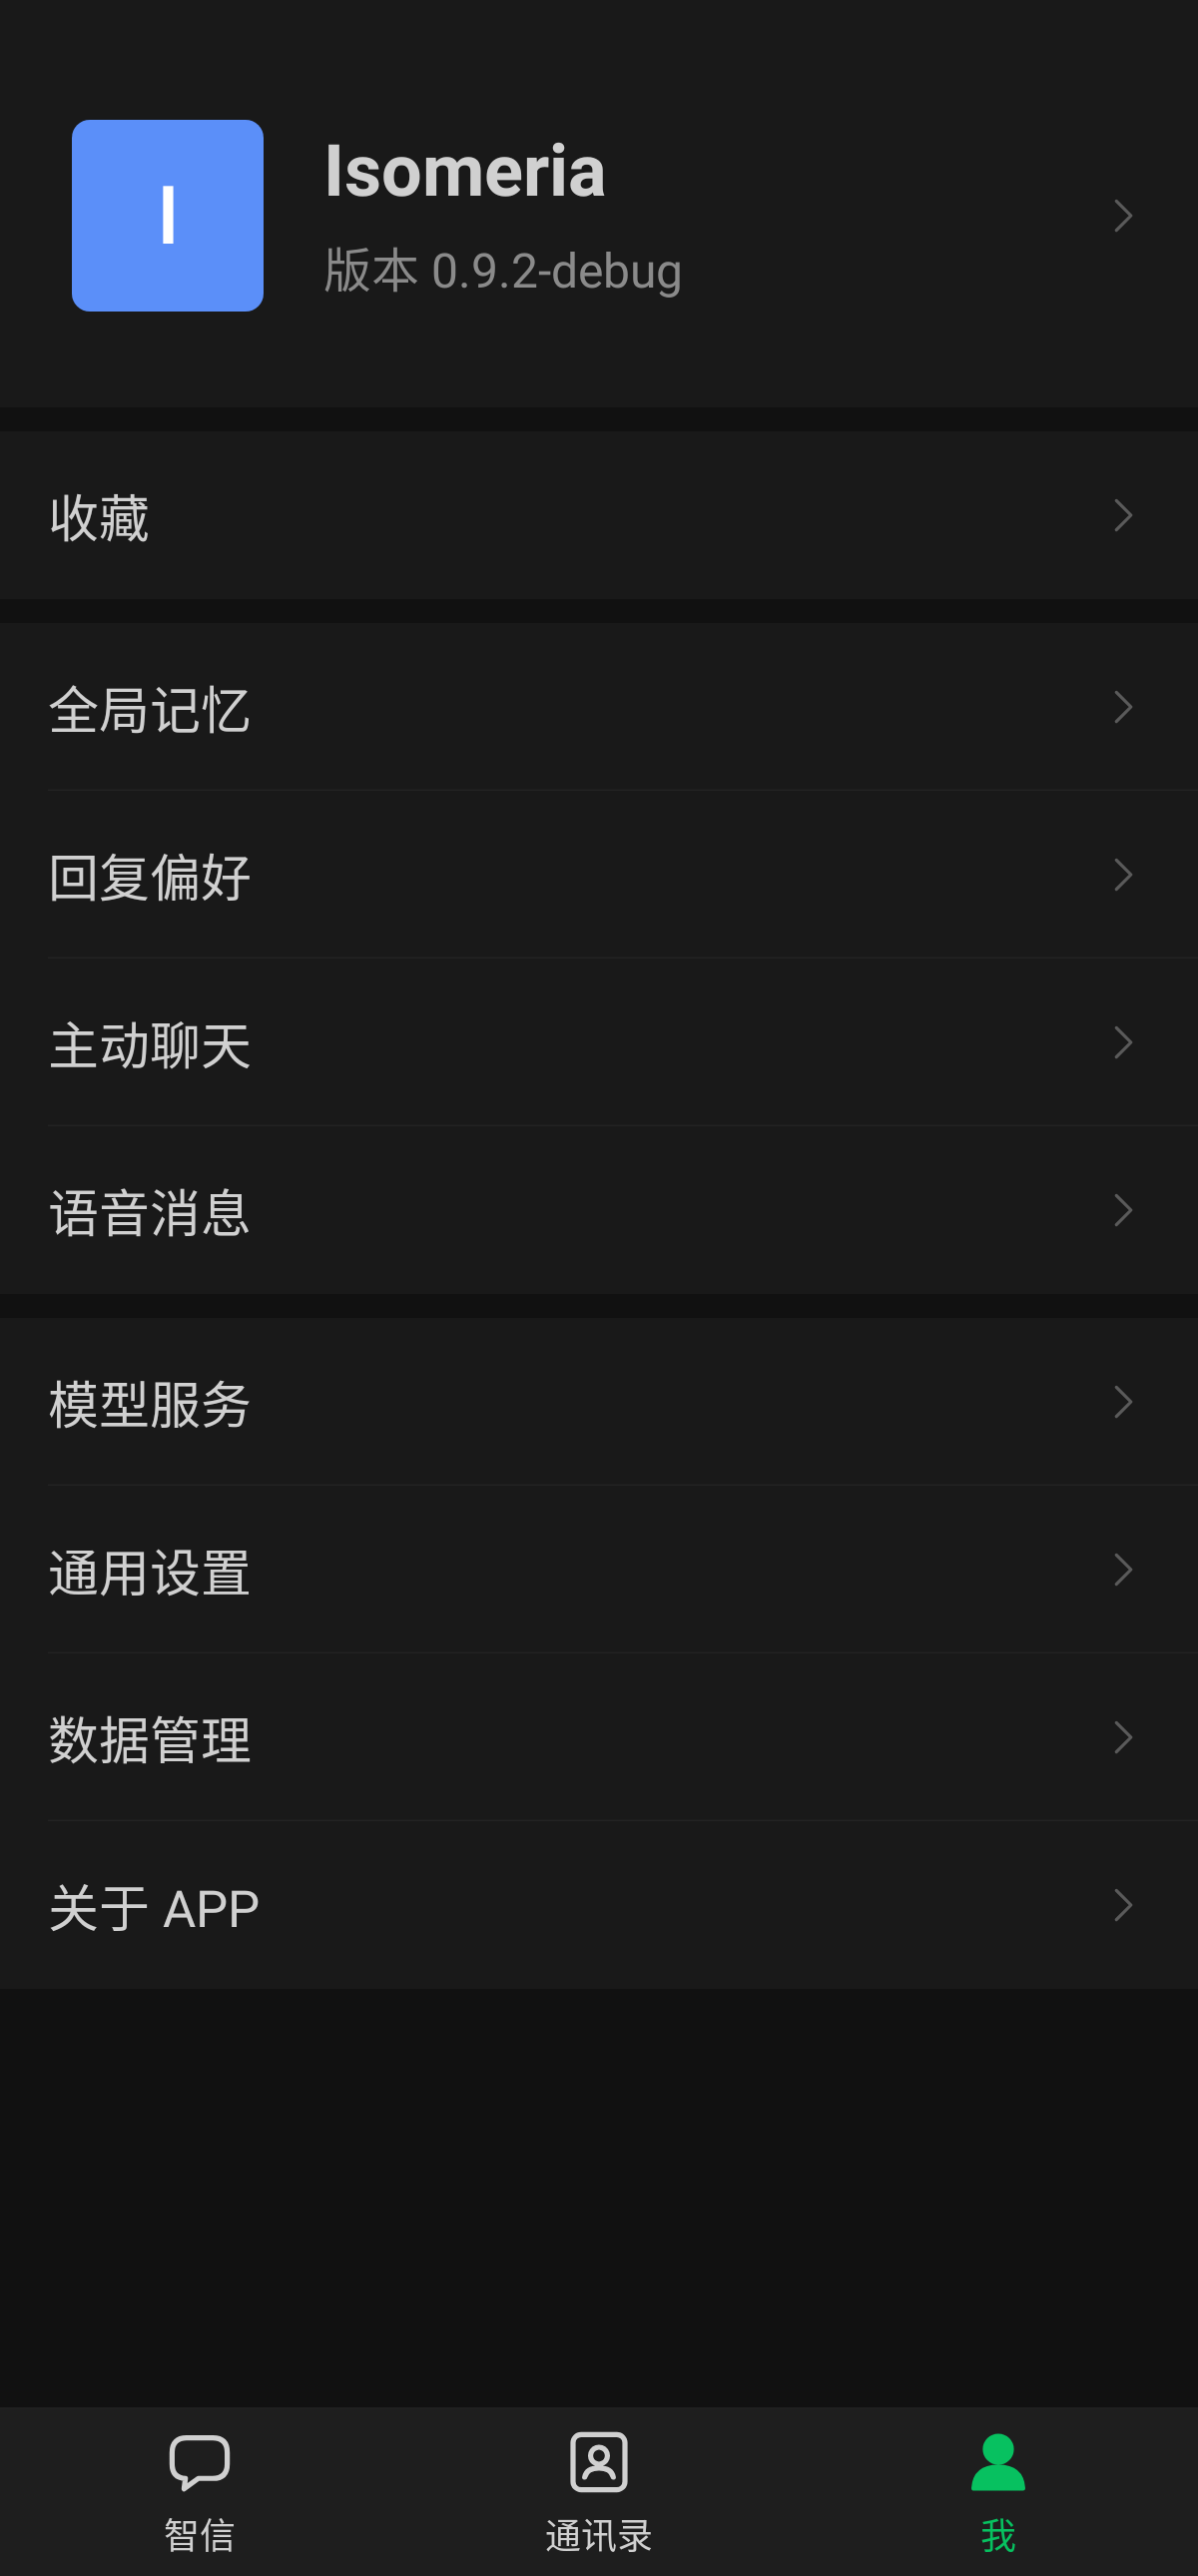 I
Isomeria
版本 0.9.2-debug
收藏
全局记忆
回复偏好
主动聊天
语音消息
模型服务
通用设置
数据管理
关于 APP
智信
通讯录
我